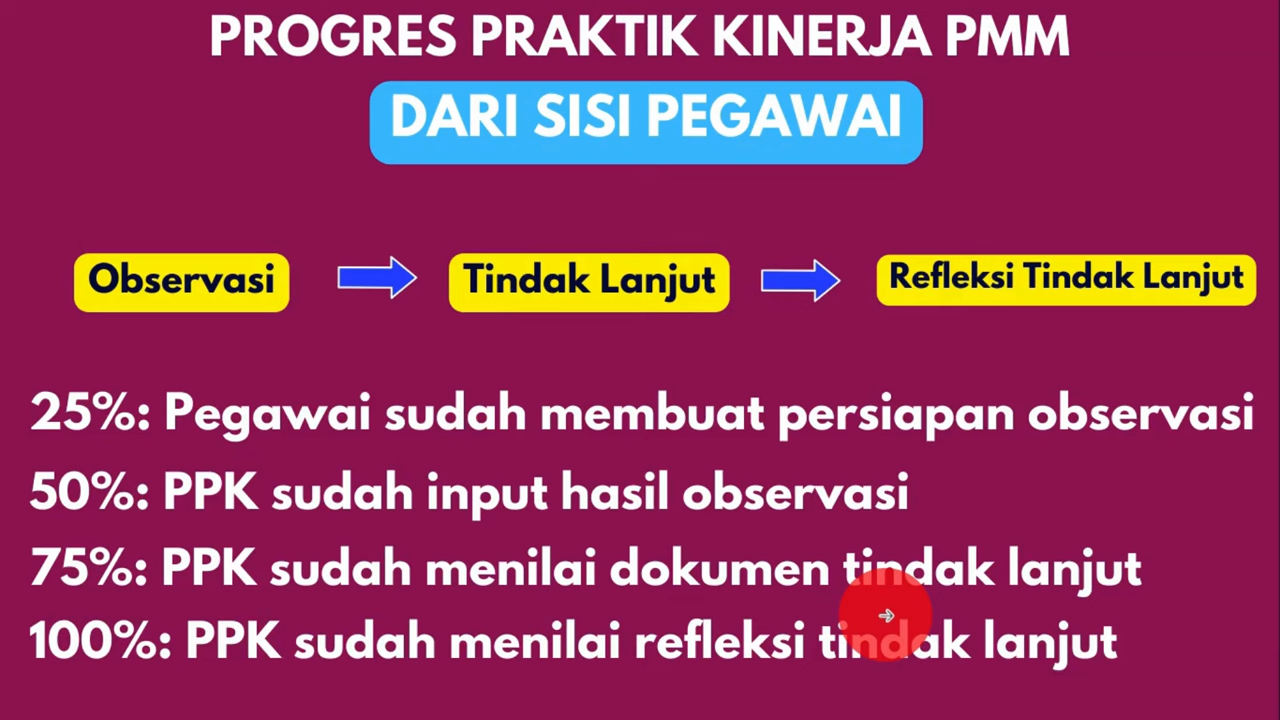 PROGRES PRAKTIK KINERJA PMM
DARI SISI PEGAWAI
Observasi
Tindak Lanjut
Refleksi Tindak Lanjut
25%: Pegawai sudah membuat persiapan observasi
50%: PPK sudah input hasil observasi
75%: PPK sudah menilai dokumen tindak lanjut
100%: PPK sudah menilai refleksi tindak lanjut